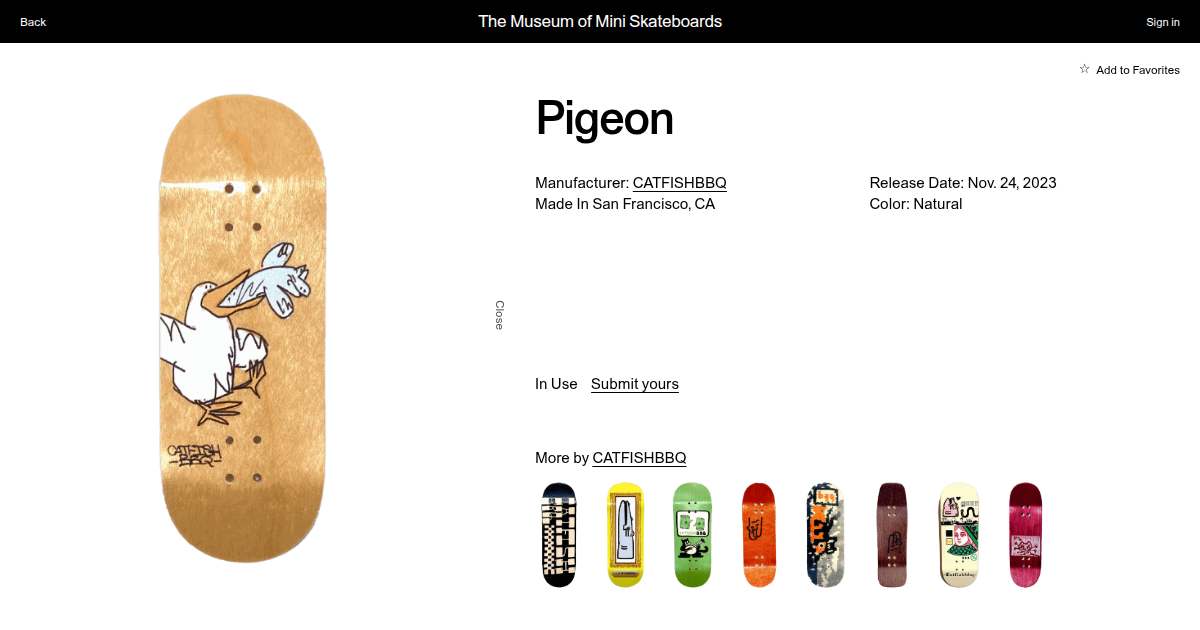 Back
The Museum of Mini Skateboards
Sign in
☆ Add to Favorites
Pigeon
Manufacturer: CATFISHBBQ
Made In San Francisco, CA
Release Date: Nov. 24, 2023
Color: Natural
CATFISH
-BBQ-
Close
In Use Submit yours
More by CATFISHBBQ
bbq